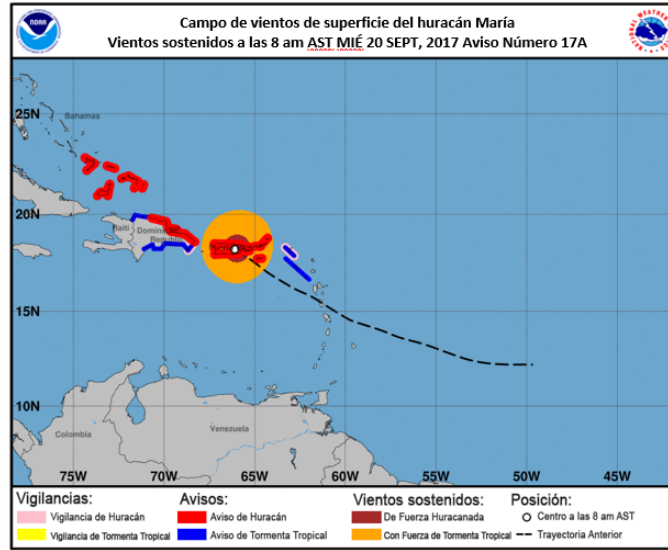 Campo de vientos de superficie del huracán María
Vientos sostenidos a las 8 am AST MIÉ 20 SEPT, 2017 Aviso Número 17A
NOAA
25N
Bahamas
20N
Haiti
Dominican
Republic
15N
10N
Colombia
Venezuela
75W 70W 65W 60W 55W 50W 45W
Vigilancias: Avisos: Vientos sostenidos: Posición:
Vigilancia de Huracán Aviso de Huracán De Fuerza Huracanada Centro a las 8 am AST
Vigilancia de Tormenta Tropical Aviso de Tormenta Tropical Con Fuerza de Tormenta Tropical Trayectoria Anterior